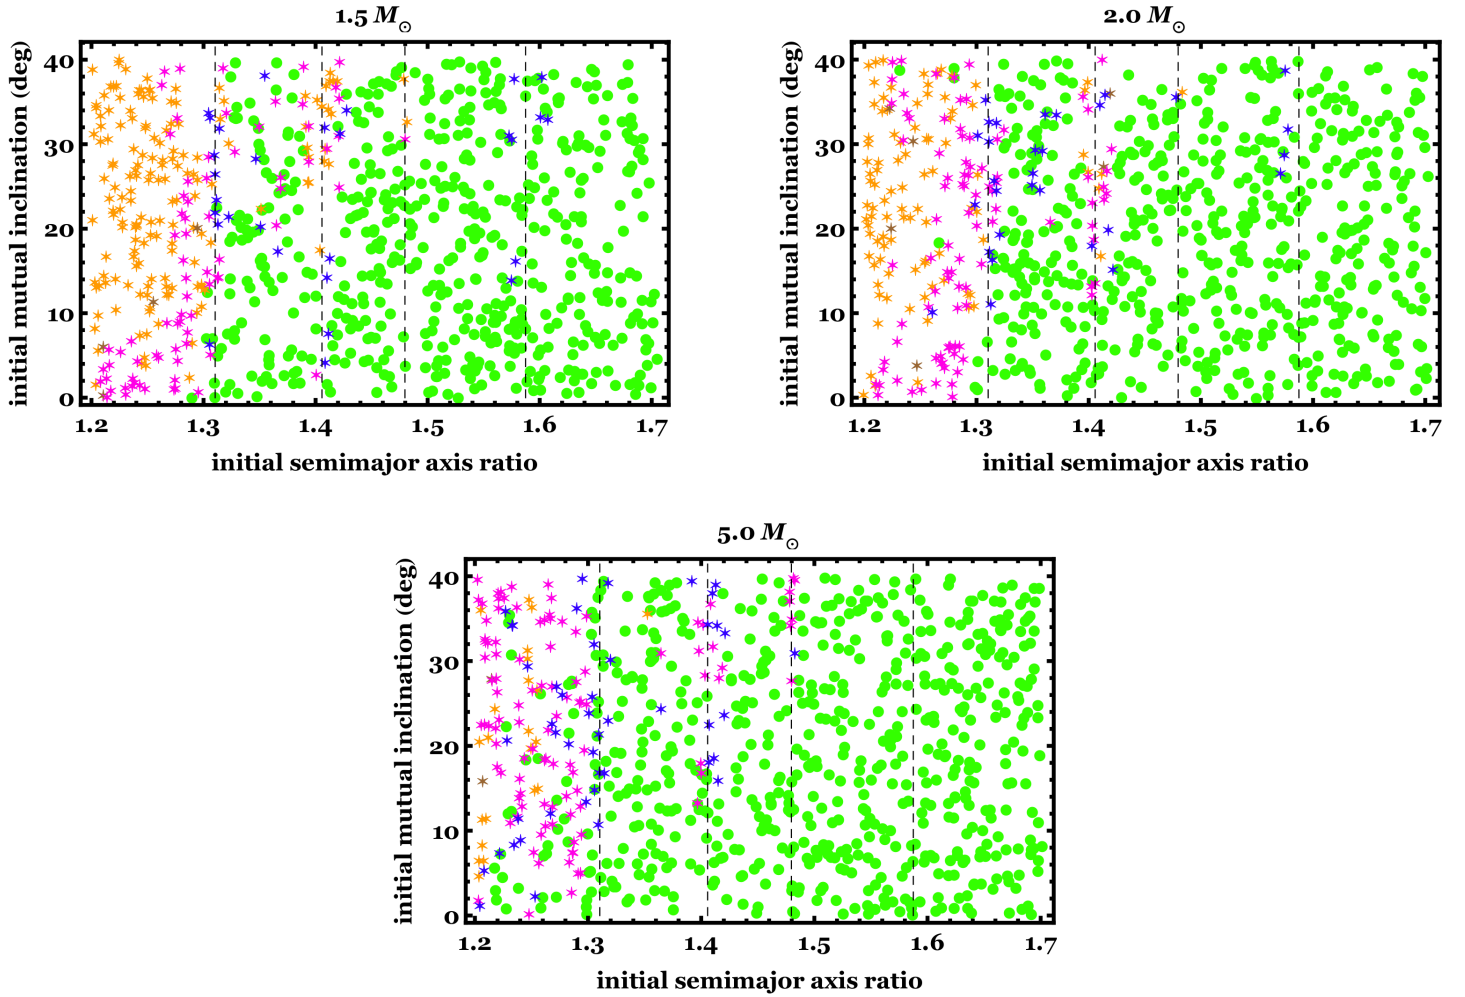 1.5 M⊙
initial mutual inclination (deg)
40
30
20
10
0
1.2 1.3 1.4 1.5 1.6 1.7
initial semimajor axis ratio
2.0 M⊙
initial mutual inclination (deg)
40
30
20
10
0
1.2 1.3 1.4 1.5 1.6 1.7
initial semimajor axis ratio
5.0 M⊙
initial mutual inclination (deg)
40
30
20
10
0
1.2 1.3 1.4 1.5 1.6 1.7
initial semimajor axis ratio